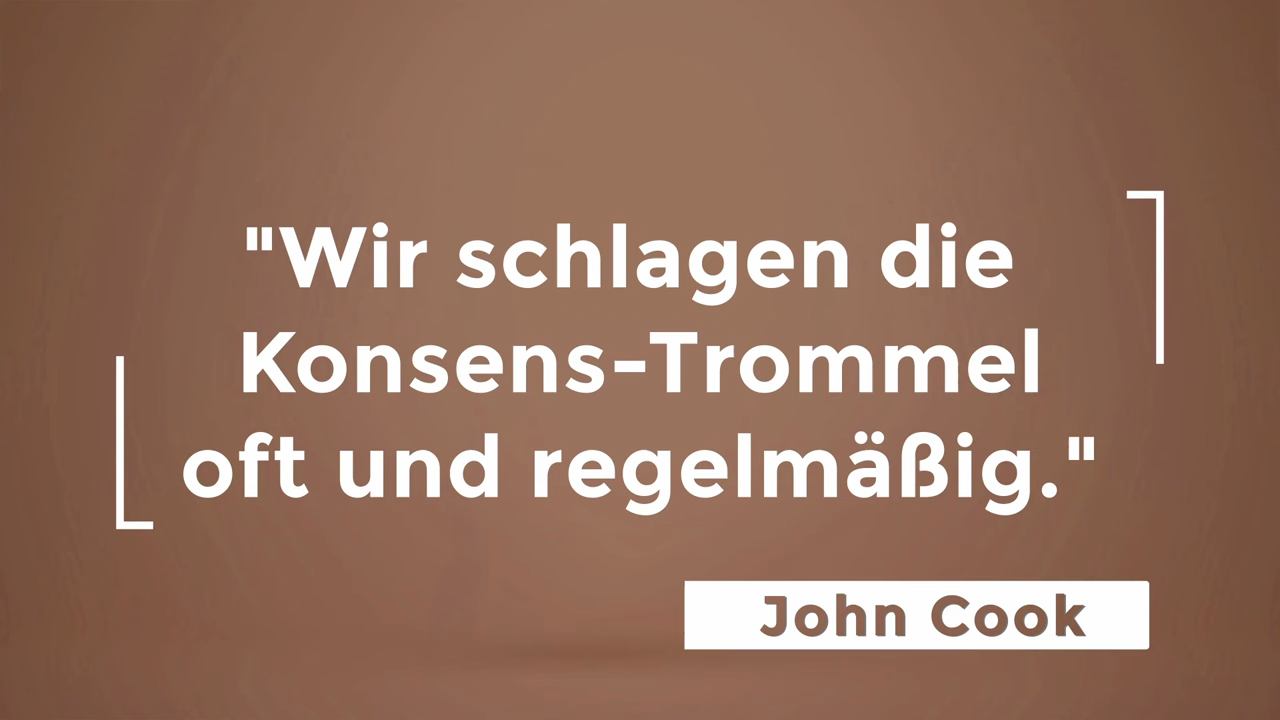 "Wir schlagen die
Konsens-Trommel
oft und regelmäßig."
John Cook